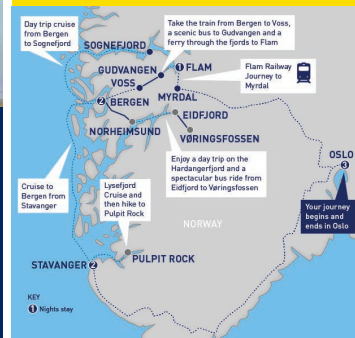 Day trip cruise
from Bergen
to Sognefjord
Take the train from Bergen to Voss,
a scenic bus to Gudvangen and a
ferry through the fjords to Flam
SOGNEFJORD
GUDVANGEN
1 FLAM
VOSS
Flam Railway
Journey to
Myrdal
2 BERGEN
MYRDAL
EIDFJORD
NORHEIMSUND
VØRINGSFOSSEN
OSLO
3
Enjoy a day trip on the
Hardangerfjord and a
spectacular bus ride from
Eidfjord to Vøringsfossen
Cruise to
Bergen from
Stavanger
Lysefjord
Cruise and
then hike to
Pulpit Rock
Your journey
begins and
ends in Oslo
NORWAY
STAVANGER 2
PULPIT ROCK
KEY
1 Nights stay